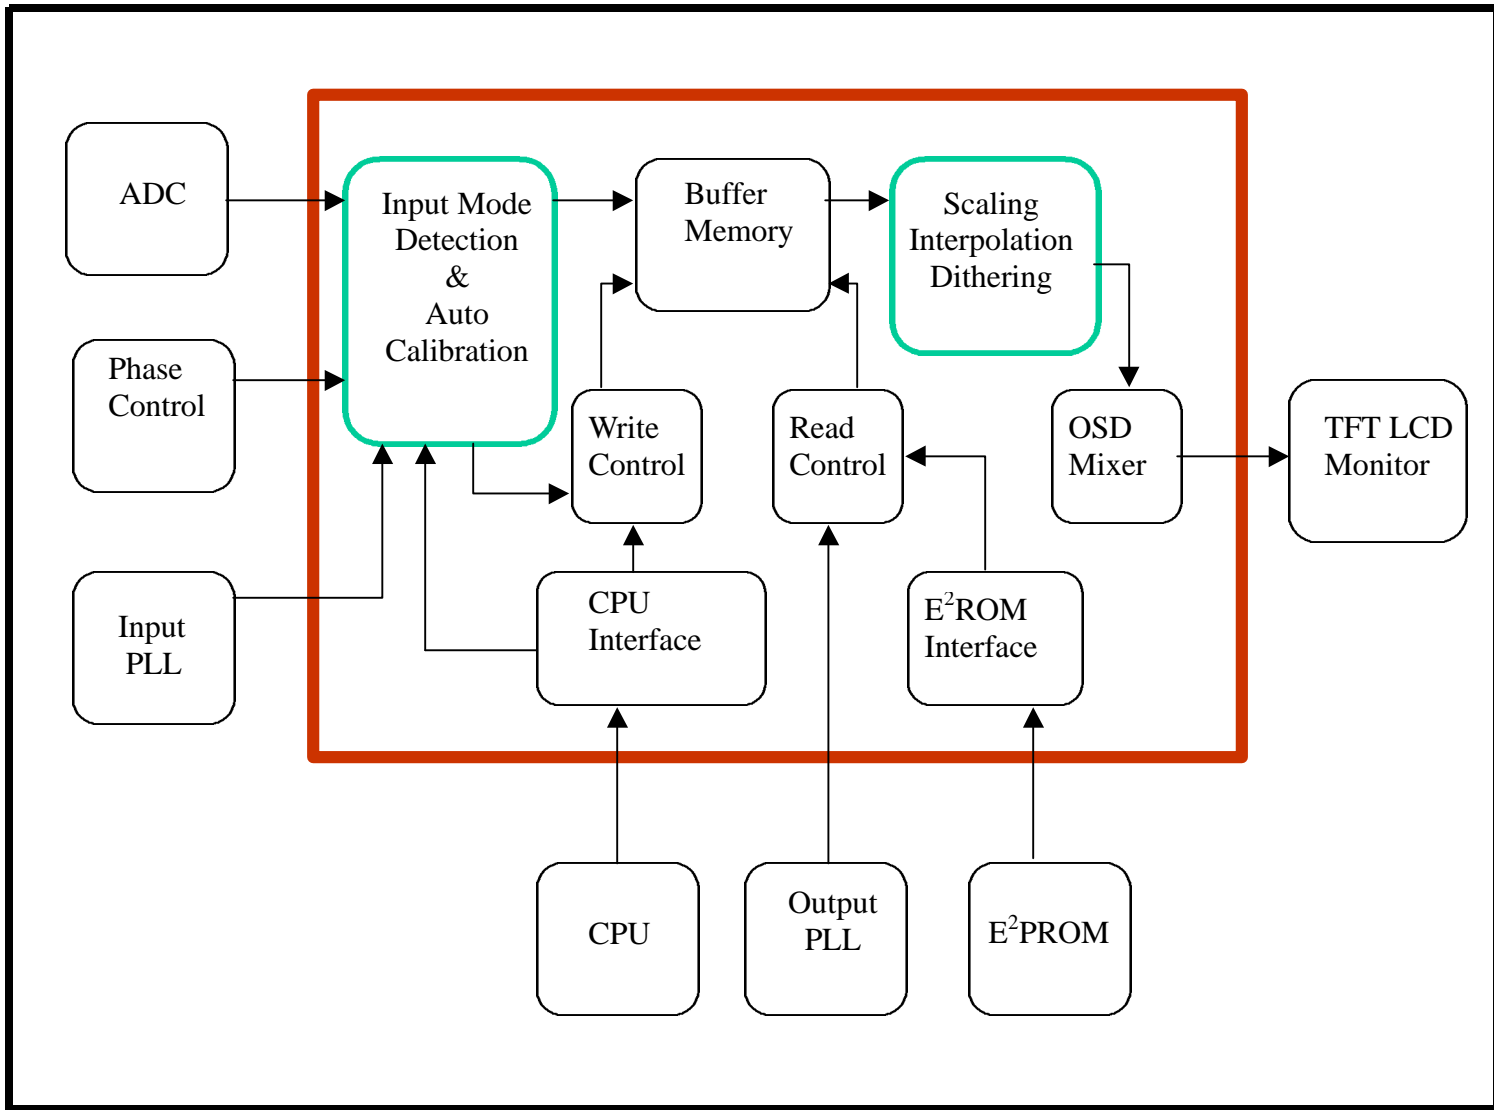 ADC
Input Mode
Detection
&
Auto
Calibration
Buffer
Memory
Scaling
Interpolation
Dithering
Phase
Control
Write
Control
Read
Control
OSD
Mixer
TFT LCD
Monitor
Input
PLL
CPU
Interface
E²ROM
Interface
CPU
Output
PLL
E²PROM